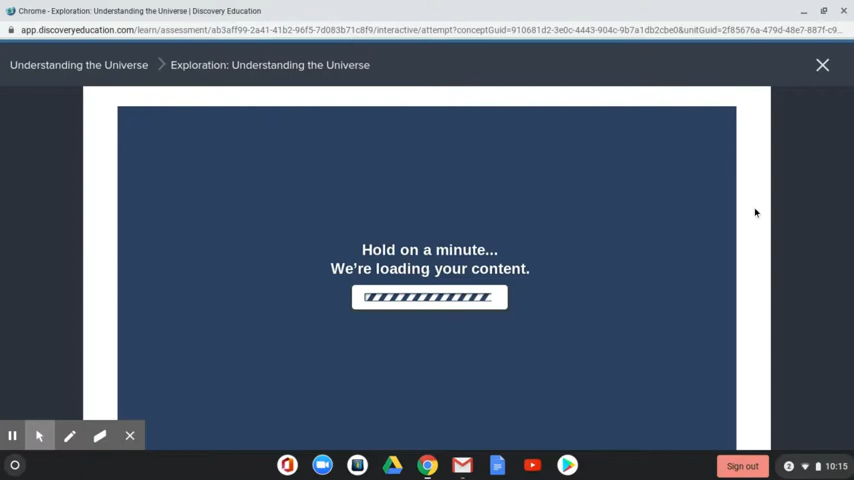 Chrome - Exploration: Understanding the Universe | Discovery Education
app.discoveryeducation.com/learn/assessment/ab3aff99-2a41-41b2-96f5-7d083b71c8f9/interactive/attempt?conceptGuid=910681d2-3e0c-4443-904c-9b7a1db2cbe0&unitGuid=2f85676a-479d-48e7-887f-c9...
Understanding the Universe
Exploration: Understanding the Universe
Hold on a minute...
We're loading your content.
Sign out
2
10:15